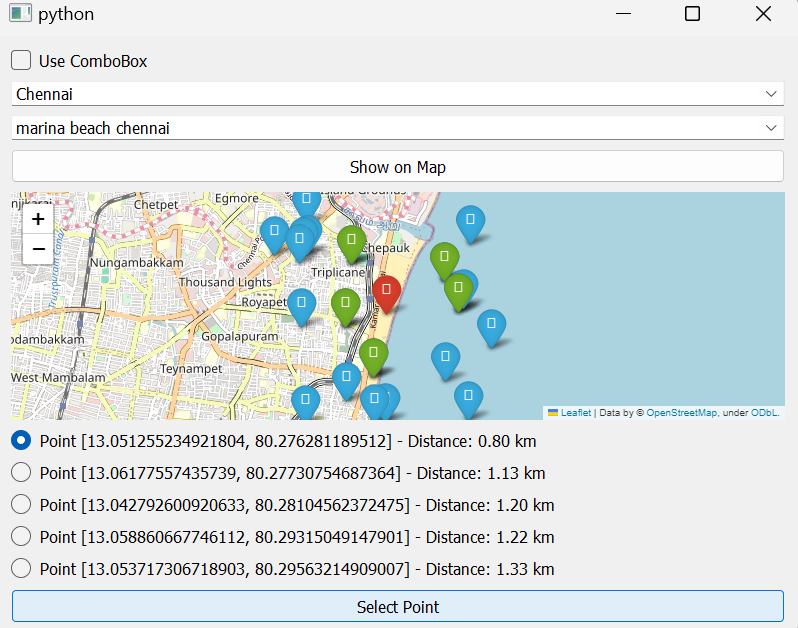 python
Use ComboBox
Chennai
marina beach chennai
Show on Map
+
−
Egmore
Chetpet
Chepauk
Nungambakkam
Triplicane
Thousand Lights
Gopalapuram
West Mambalam
Teynampet
Leaflet | Data by © OpenStreetMap, under ODbL.
Point [13.051255234921804, 80.276281189512] - Distance: 0.80 km
Point [13.06177557435739, 80.27730754687364] - Distance: 1.13 km
Point [13.042792600920633, 80.28104562372475] - Distance: 1.20 km
Point [13.058860667746112, 80.29315049147901] - Distance: 1.22 km
Point [13.053717306718903, 80.29563214909007] - Distance: 1.33 km
Select Point